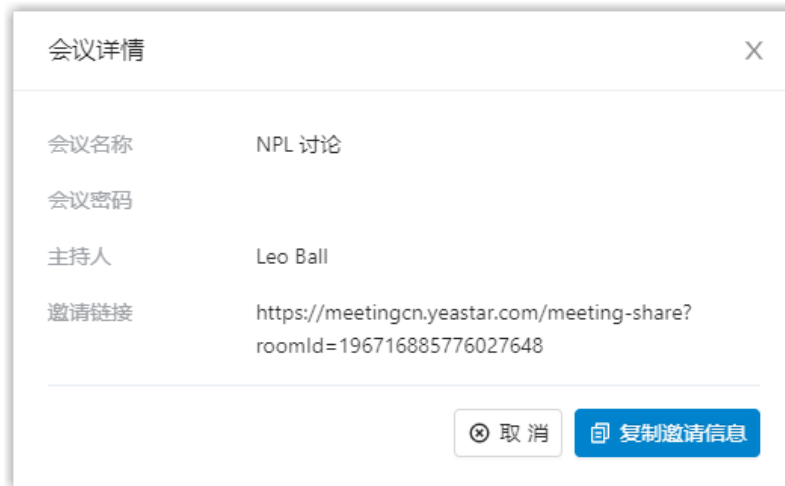 会议详情 X
会议名称 NPL 讨论
会议密码
主持人 Leo Ball
邀请链接 https://meetingcn.yeastar.com/meeting-share?
roomId=196716885776027648
取 消 复制邀请信息